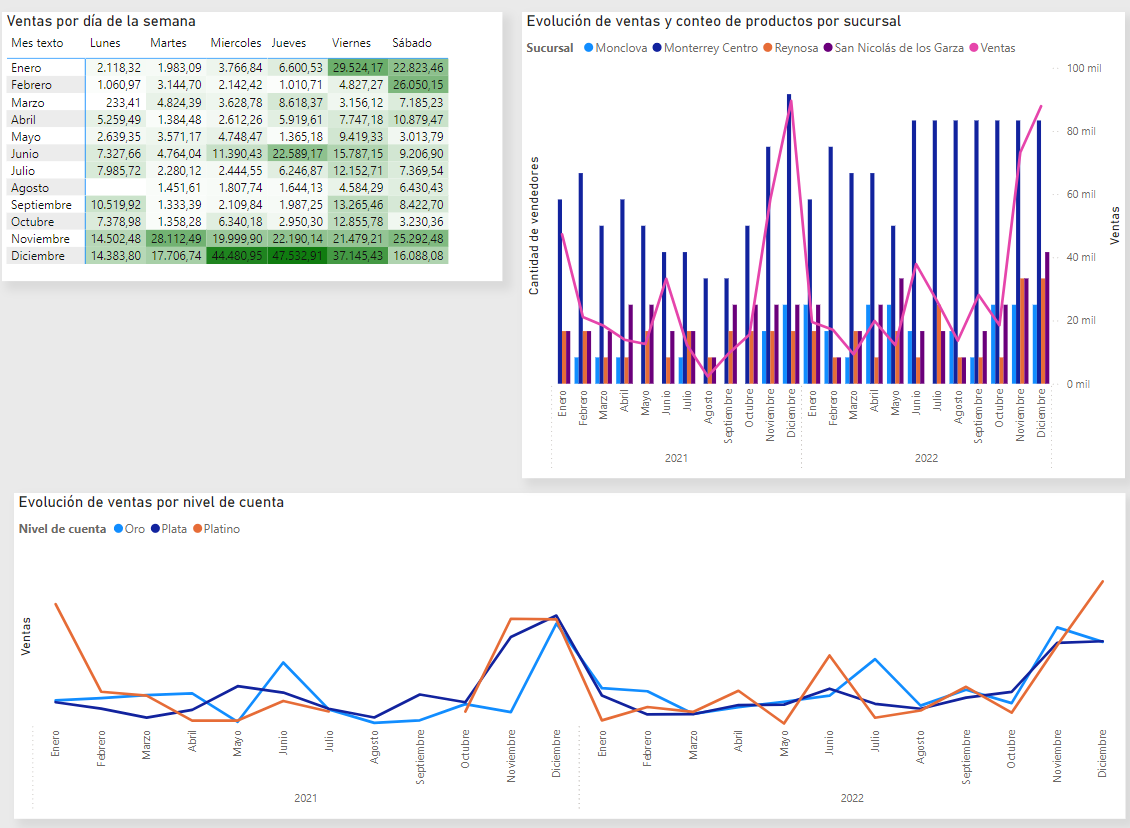 Ventas por día de la semana
Mes texto Lunes Martes Miercoles Jueves Viernes Sábado
Enero 2.118,32 1.983,09 3.766,84 6.600,53 29.524,17 22.823,46
Febrero 1.060,97 3.144,70 2.142,42 1.010,71 4.827,27 26.050,15
Marzo 233,41 4.824,39 3.628,78 8.618,37 3.156,12 7.185,23
Abril 5.259,49 1.384,48 2.612,26 5.919,61 7.747,18 10.879,47
Mayo 2.639,35 3.571,17 4.748,47 1.365,18 9.419,33 3.013,79
Junio 7.327,66 4.764,04 11.390,43 22.589,17 15.787,15 9.206,90
Julio 7.985,72 2.280,12 2.444,55 6.246,87 12.152,71 7.369,54
Agosto 1.451,61 1.807,74 1.644,13 4.584,29 6.430,43
Septiembre 10.519,92 1.333,39 2.109,84 1.987,25 13.265,46 8.422,70
Octubre 7.378,98 1.358,28 6.340,18 2.950,30 12.855,78 3.230,36
Noviembre 14.502,48 28.112,49 19.999,90 22.190,14 21.479,21 25.292,48
Diciembre 14.383,80 17.706,74 44.480,95 47.532,91 37.145,43 16.088,08
Evolución de ventas y conteo de productos por sucursal
Sucursal Monclova Monterrey Centro Reynosa San Nicolás de los Garza Ventas
Cantidad de vendedores
100 mil
80 mil
60 mil
40 mil
20 mil
0 mil
Ventas
Enero Febrero Marzo Abril Mayo Junio Julio Agosto Septiembre Octubre Noviembre Diciembre Enero Febrero Marzo Abril Mayo Junio Julio Agosto Septiembre Octubre Noviembre Diciembre
2021 2022
Evolución de ventas por nivel de cuenta
Nivel de cuenta Oro Plata Platino
Ventas
Enero Febrero Marzo Abril Mayo Junio Julio Agosto Septiembre Octubre Noviembre Diciembre Enero Febrero Marzo Abril Mayo Junio Julio Agosto Septiembre Octubre Noviembre Diciembre
2021 2022